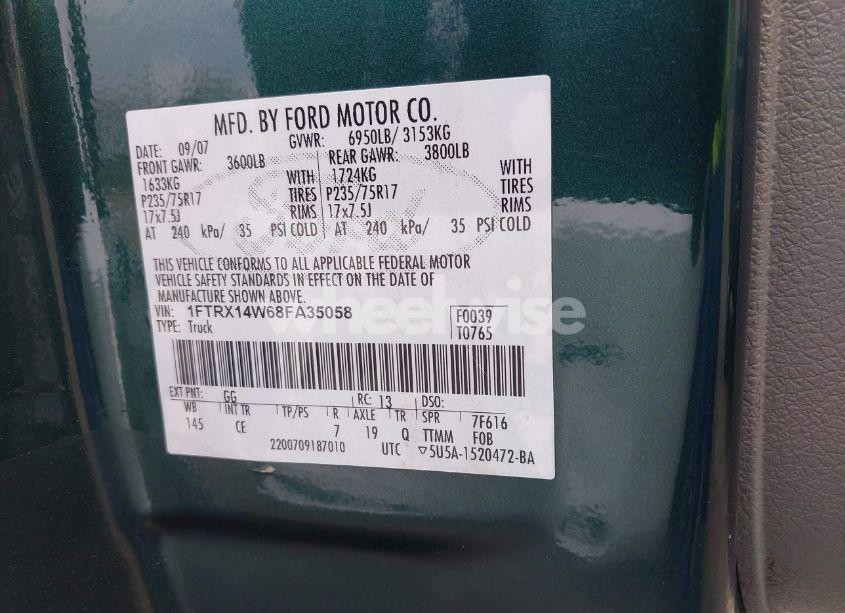 MFD. BY FORD MOTOR CO.
DATE: 09/07 GVWR: 6950LB/ 3153KG
FRONT GAWR: 3600LB REAR GAWR: 3800LB
1633KG WITH 1724KG WITH
P235/75R17 TIRES P235/75R17 TIRES
17x7.5J RIMS 17x7.5J RIMS
AT 240 kPa/ 35 PSI COLD AT 240 kPa/ 35 PSI COLD
THIS VEHICLE CONFORMS TO ALL APPLICABLE FEDERAL MOTOR
VEHICLE SAFETY STANDARDS IN EFFECT ON THE DATE OF
MANUFACTURE SHOWN ABOVE.
VIN: 1FTRX14W68FA35058 F0039
TYPE: Truck T0765
wheelwise
EXT PNT: GG RC: 13 DSO:
WB INT TR TP/PS R AXLE TR SPR 7F616
145 CE 7 19 Q TTMM FOB
2200709187010 UTC ▽5U5A-1520472-BA